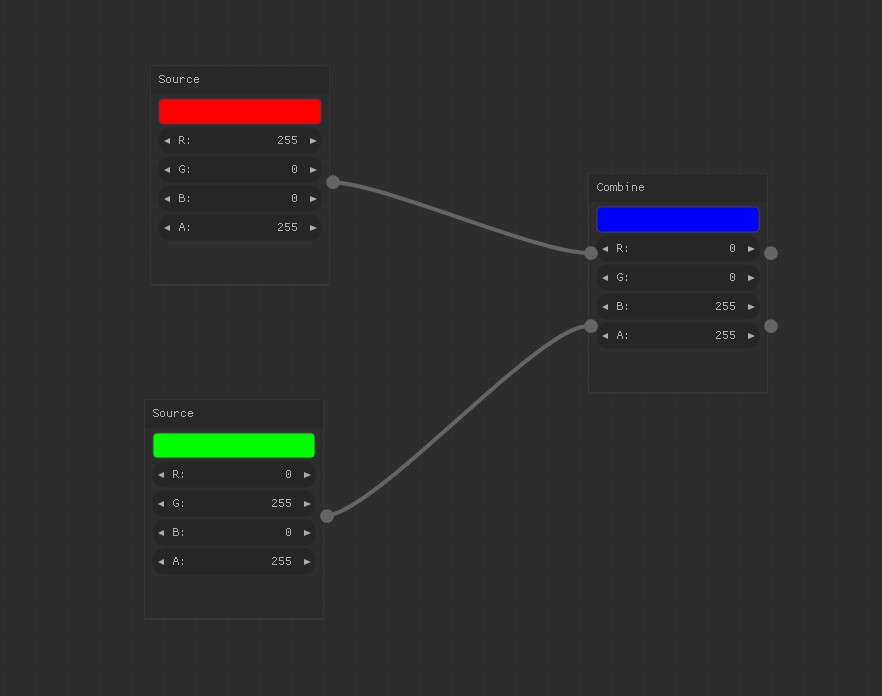 Source
R: 255
G: 0
B: 0
A: 255
Combine
R: 0
G: 0
B: 255
A: 255
Source
R: 0
G: 255
B: 0
A: 255